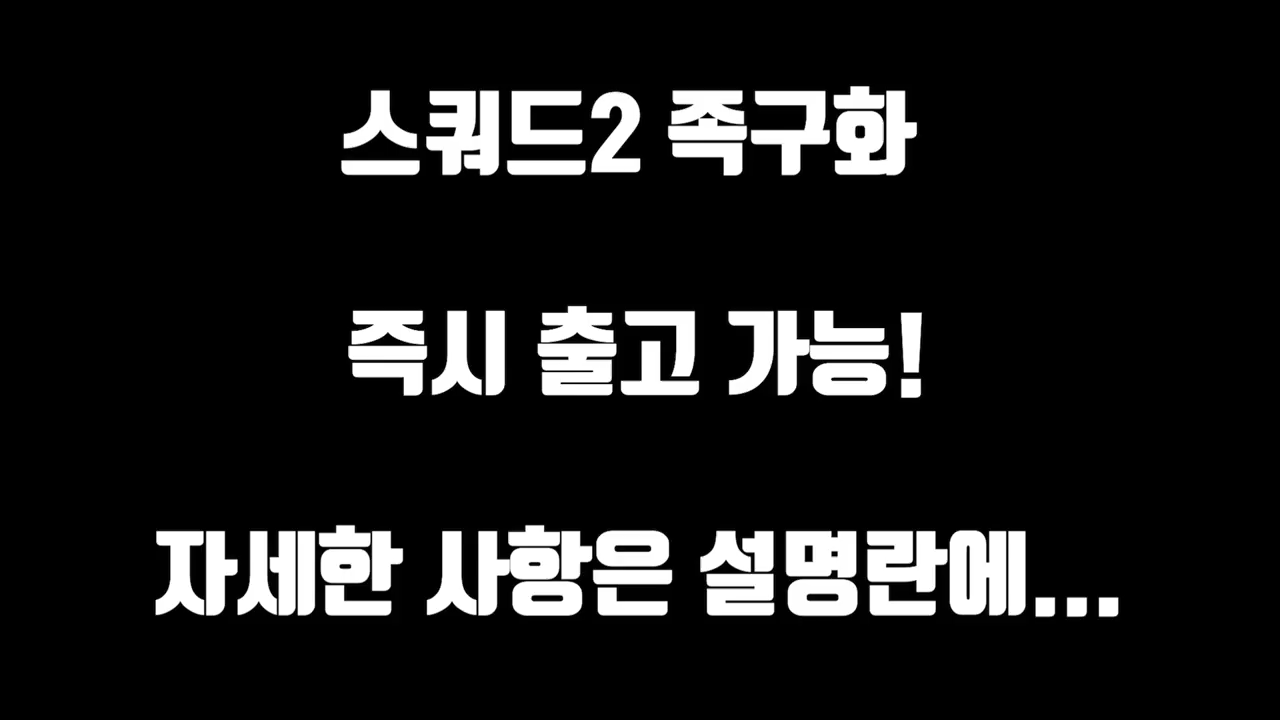 스쿼드2 족구화
즉시 출고 가능!
자세한 사항은 설명란에...